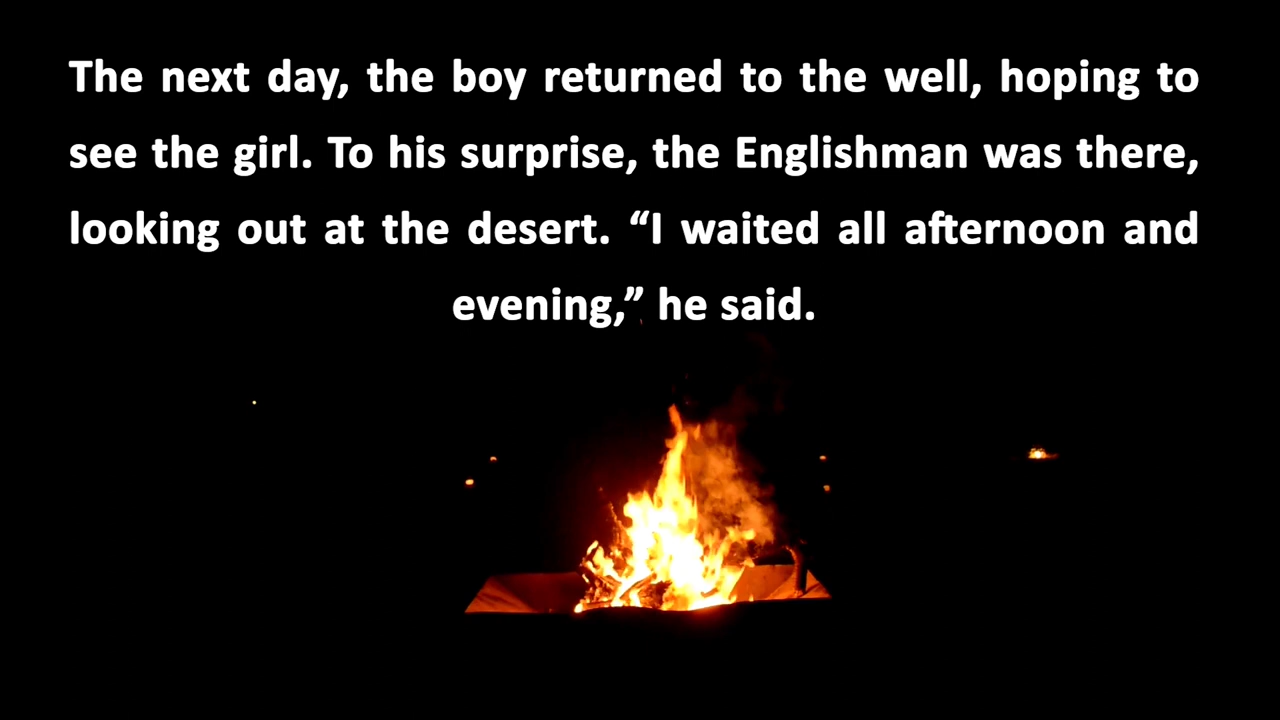 The next day, the boy returned to the well, hoping to
see the girl. To his surprise, the Englishman was there,
looking out at the desert. “I waited all afternoon and
evening,” he said.